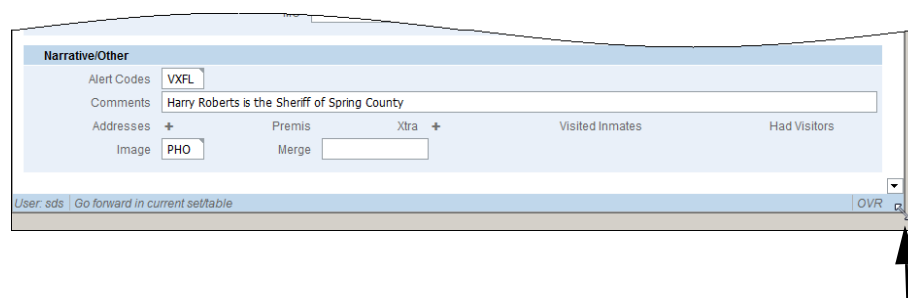 Narrative/Other
Alert Codes VXFL
Comments Harry Roberts is the Sheriff of Spring County
Addresses + Premis Xtra + Visited Inmates Had Visitors
Image PHO Merge
User: sds Go forward in current set/table OVR